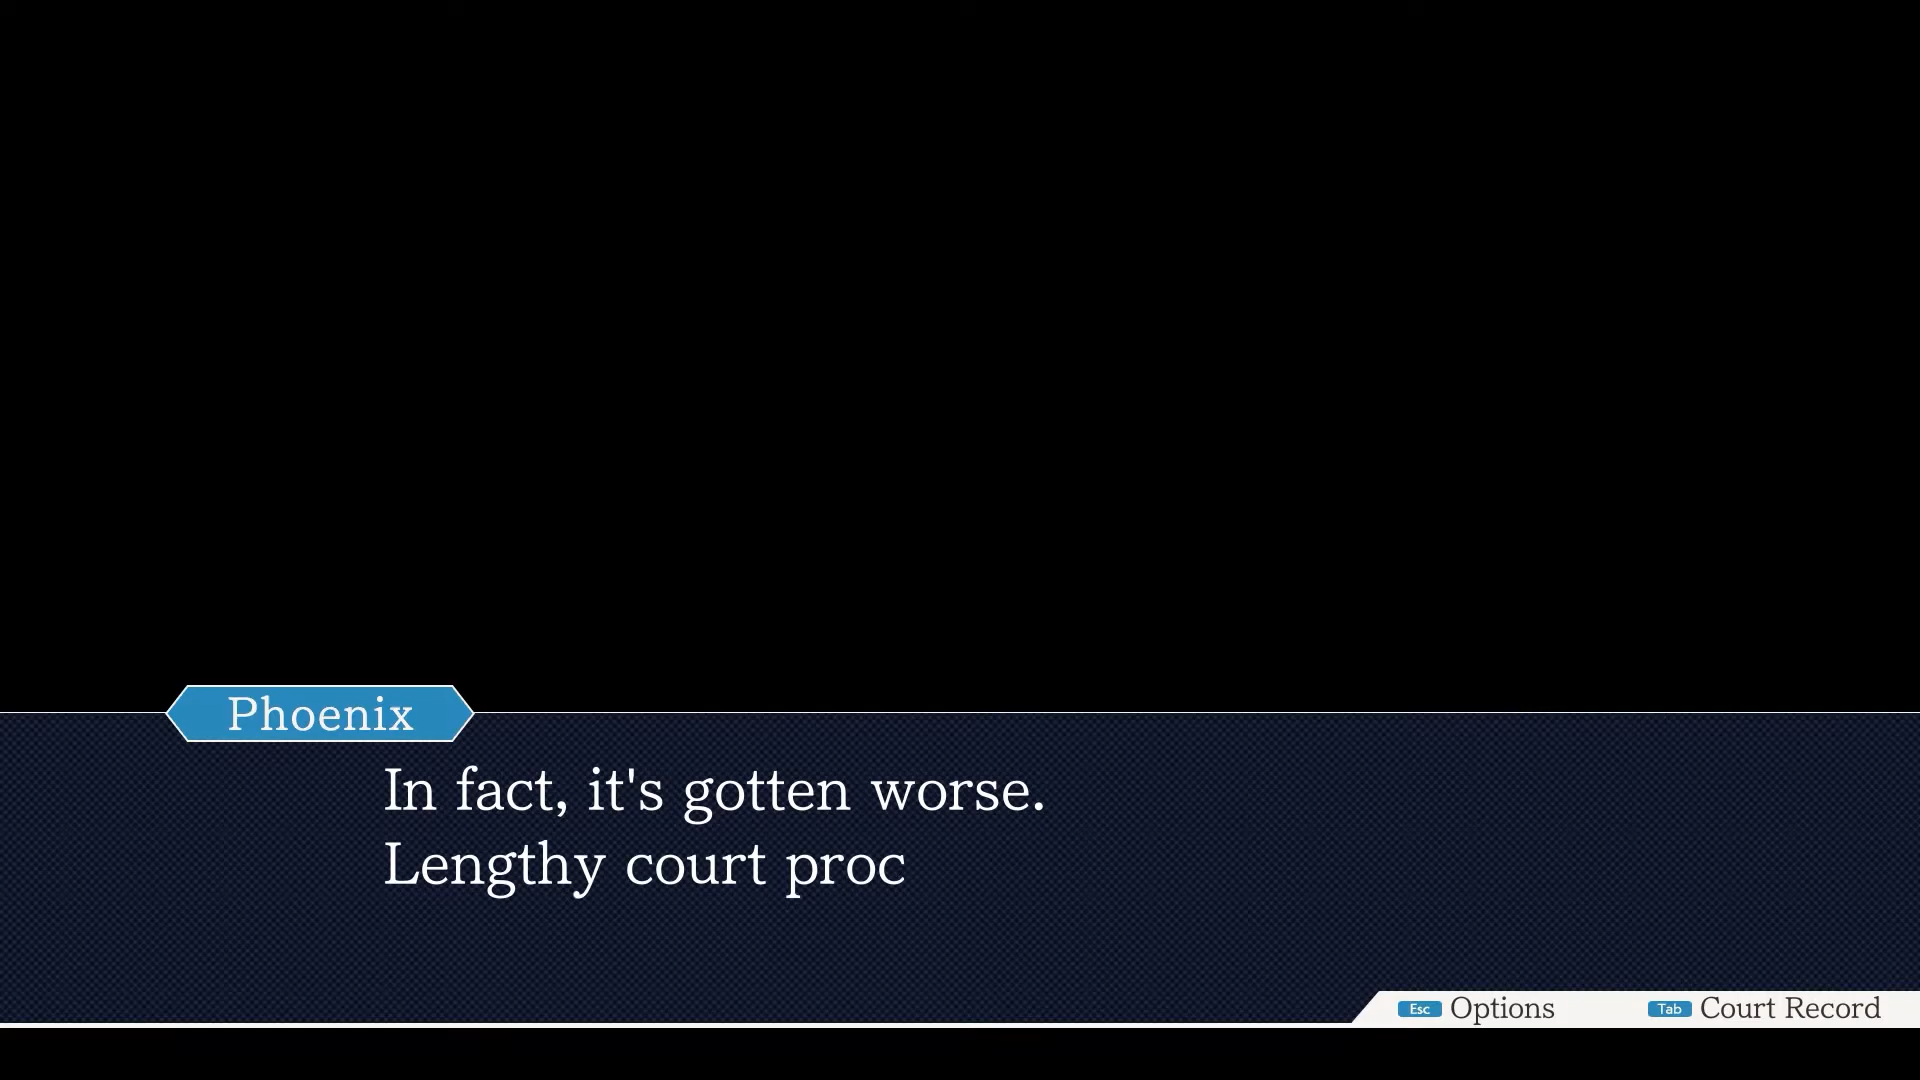 Phoenix
In fact, it's gotten worse.
Lengthy court proc
Esc Options Tab Court Record